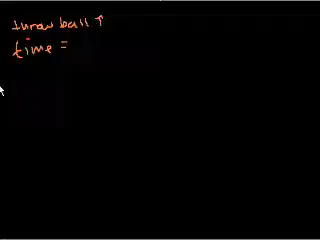 throw ball ↑
time =